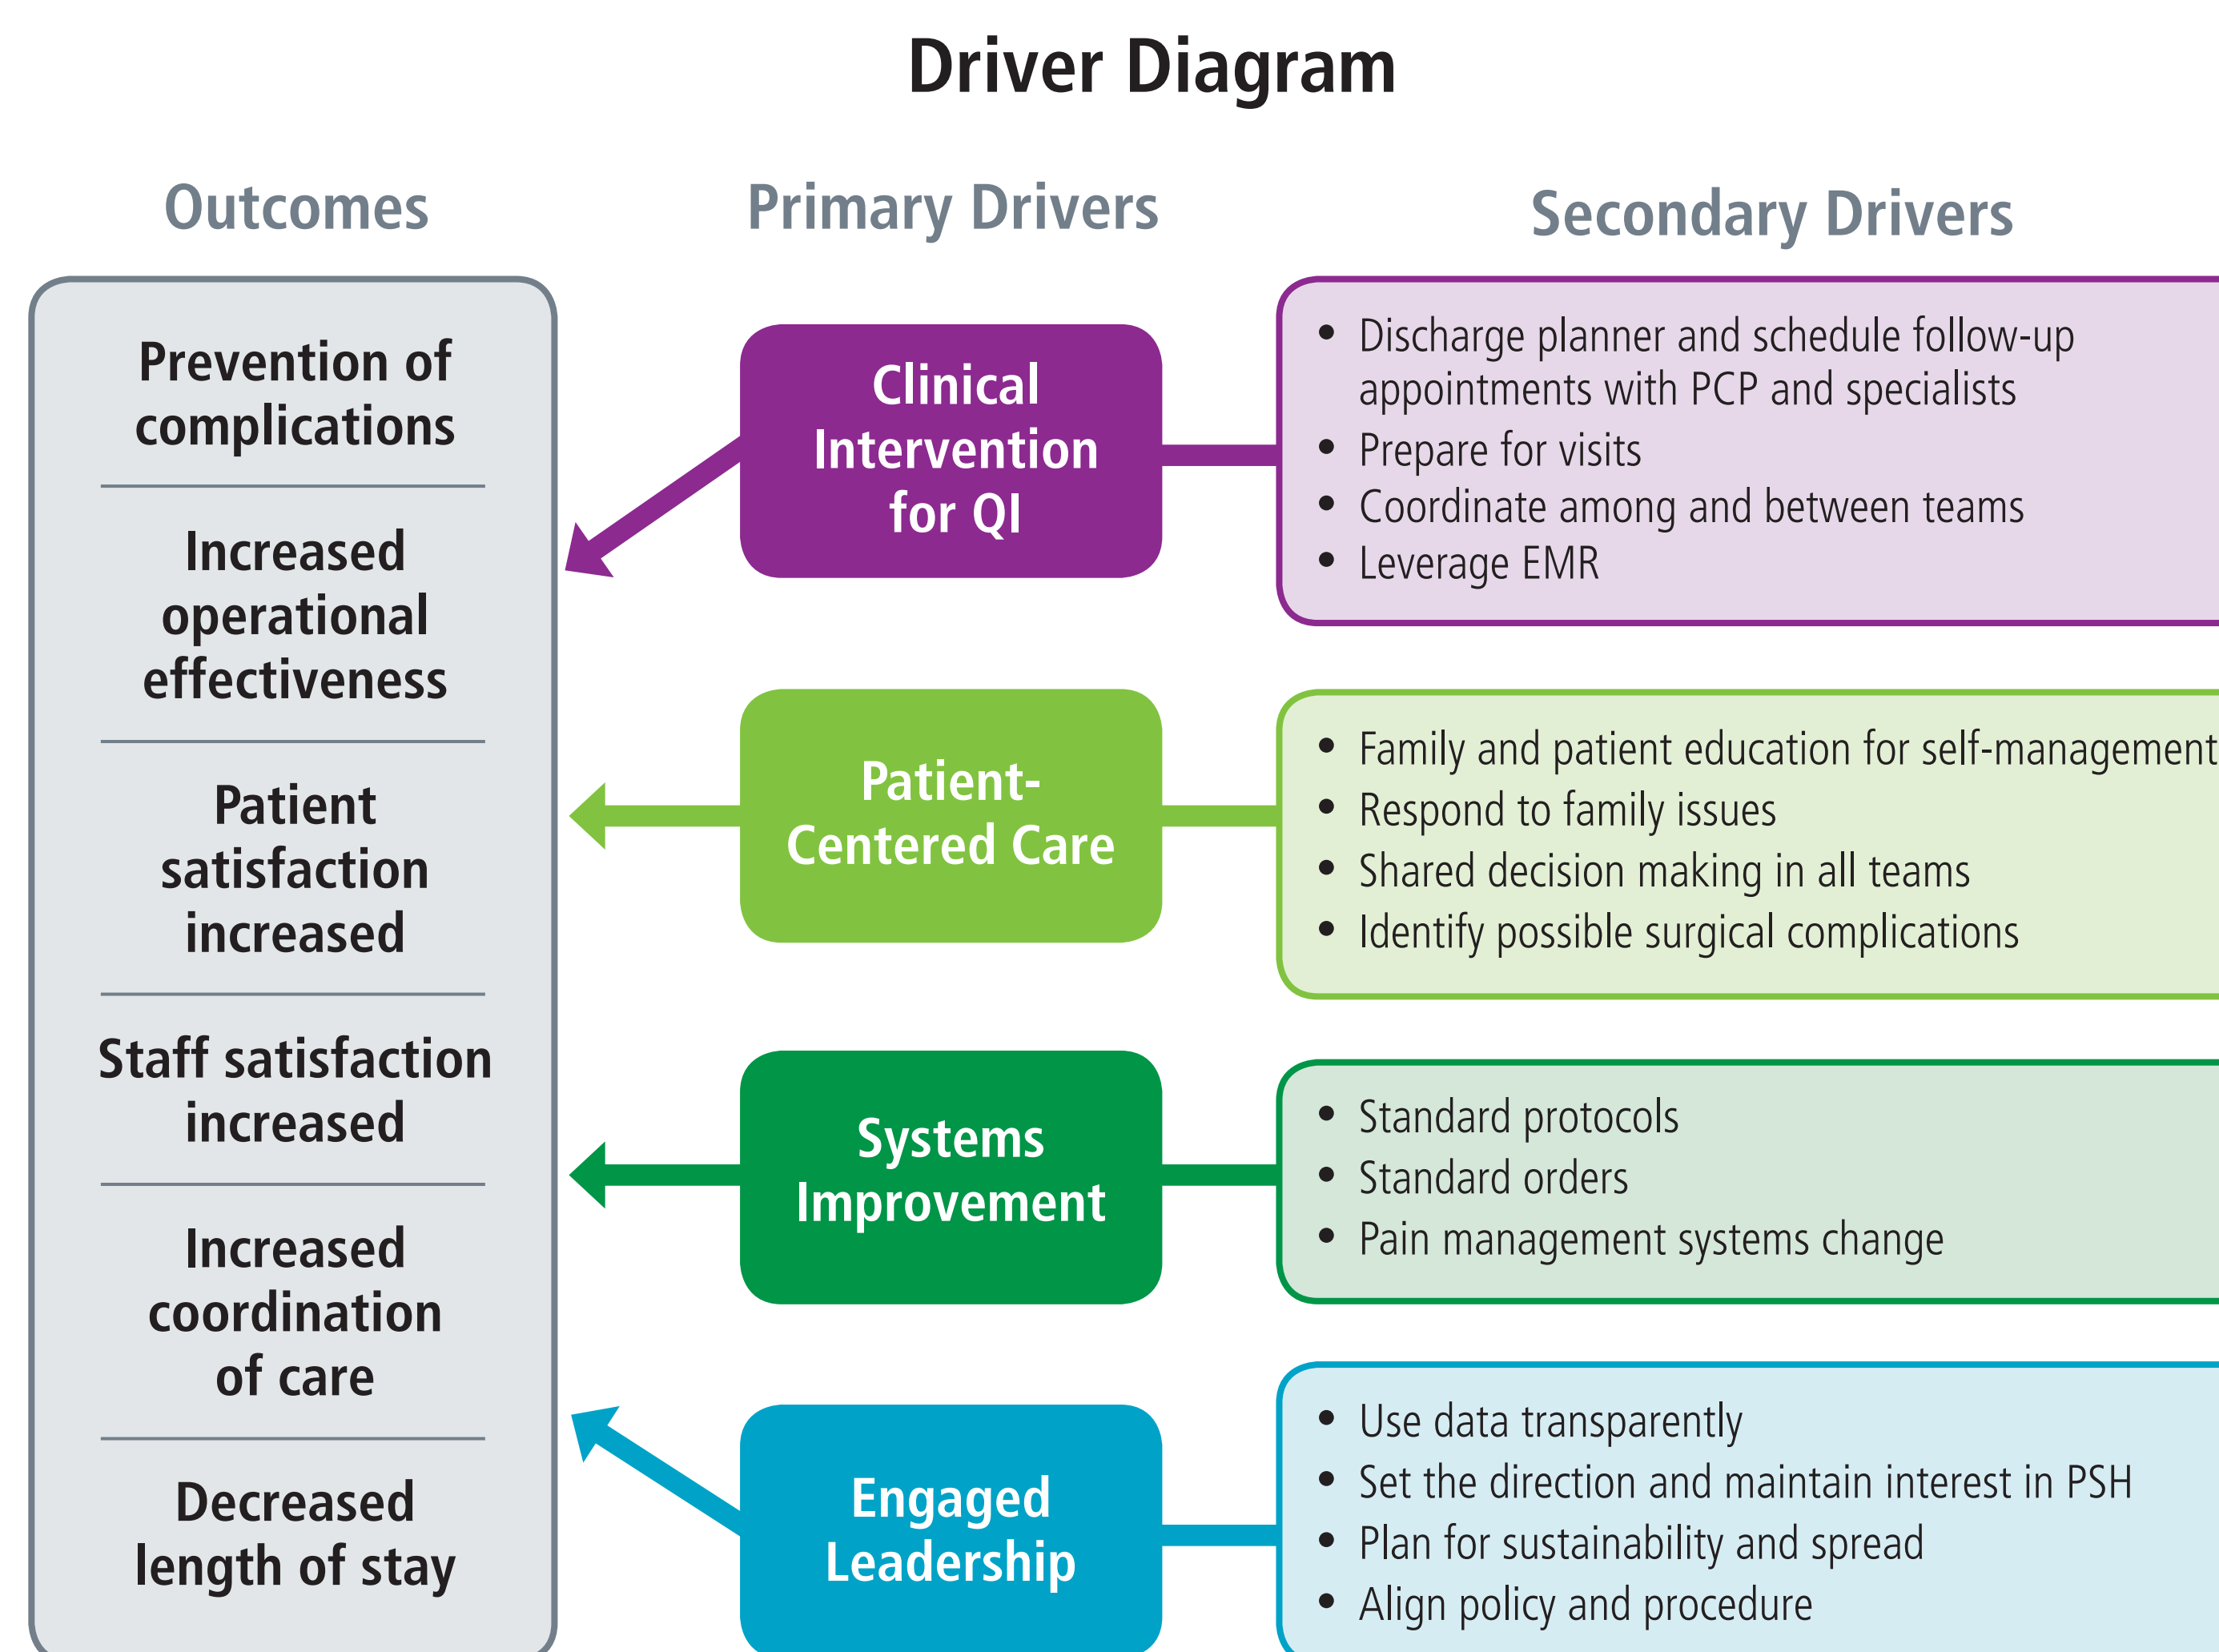 Driver Diagram
Outcomes
Prevention of
complications
Increased
operational
effectiveness
Patient
satisfaction
increased
Staff satisfaction
increased
Increased
coordination
of care
Decreased
length of stay
Primary Drivers
Clinical
Intervention
for QI
Patient-
Centered Care
Systems
Improvement
Engaged
Leadership
Secondary Drivers
• Discharge planner and schedule follow-up
appointments with PCP and specialists
• Prepare for visits
• Coordinate among and between teams
• Leverage EMR
• Family and patient education for self-management
• Respond to family issues
• Shared decision making in all teams
• Identify possible surgical complications
• Standard protocols
• Standard orders
• Pain management systems change
• Use data transparently
• Set the direction and maintain interest in PSH
• Plan for sustainability and spread
• Align policy and procedure